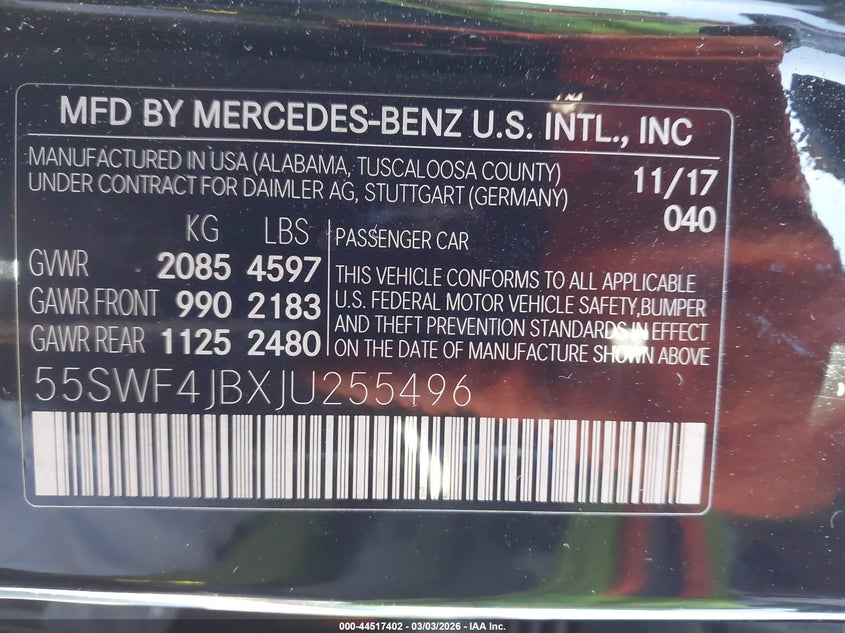 MFD BY MERCEDES-BENZ U.S. INTL., INC
MANUFACTURED IN USA (ALABAMA, TUSCALOOSA COUNTY) 11/17
UNDER CONTRACT FOR DAIMLER AG, STUTTGART (GERMANY) 040
KG LBS
GVWR 2085 4597
GAWR FRONT 990 2183
GAWR REAR 1125 2480
PASSENGER CAR
THIS VEHICLE CONFORMS TO ALL APPLICABLE
U.S. FEDERAL MOTOR VEHICLE SAFETY,BUMPER
AND THEFT PREVENTION STANDARDS IN EFFECT
ON THE DATE OF MANUFACTURE SHOWN ABOVE
55SWF4JBXJU255496
000-44517402 - 03/03/2026 - IAA Inc.